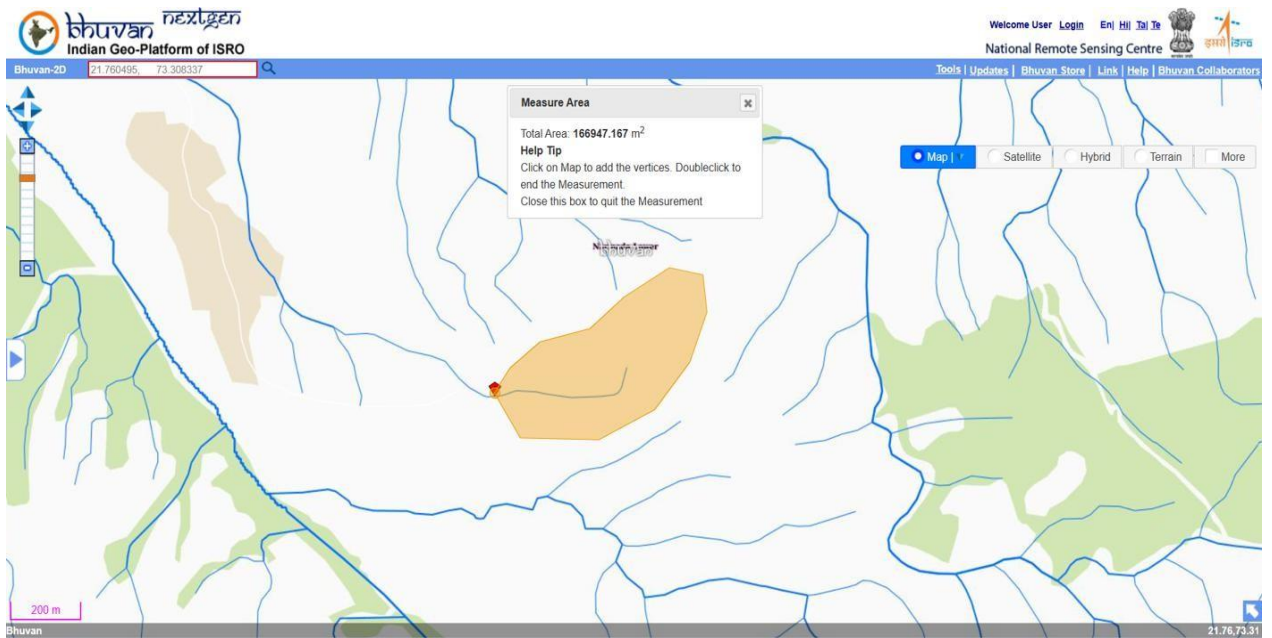 bhuvan nextgen
Indian Geo-Platform of ISRO
Welcome User Login En| Hi| Ta| Te
National Remote Sensing Centre
इसरो isro
Bhuvan-2D 21.760495, 73.308337
Tools | Updates | Bhuvan Store | Link | Help | Bhuvan Collaborators
Measure Area
Total Area: 166947.167 m²
Help Tip
Click on Map to add the vertices. Doubleclick to
end the Measurement.
Close this box to quit the Measurement
Map | Satellite Hybrid Terrain More
bhuvan
200 m
Bhuvan 21.76,73.31